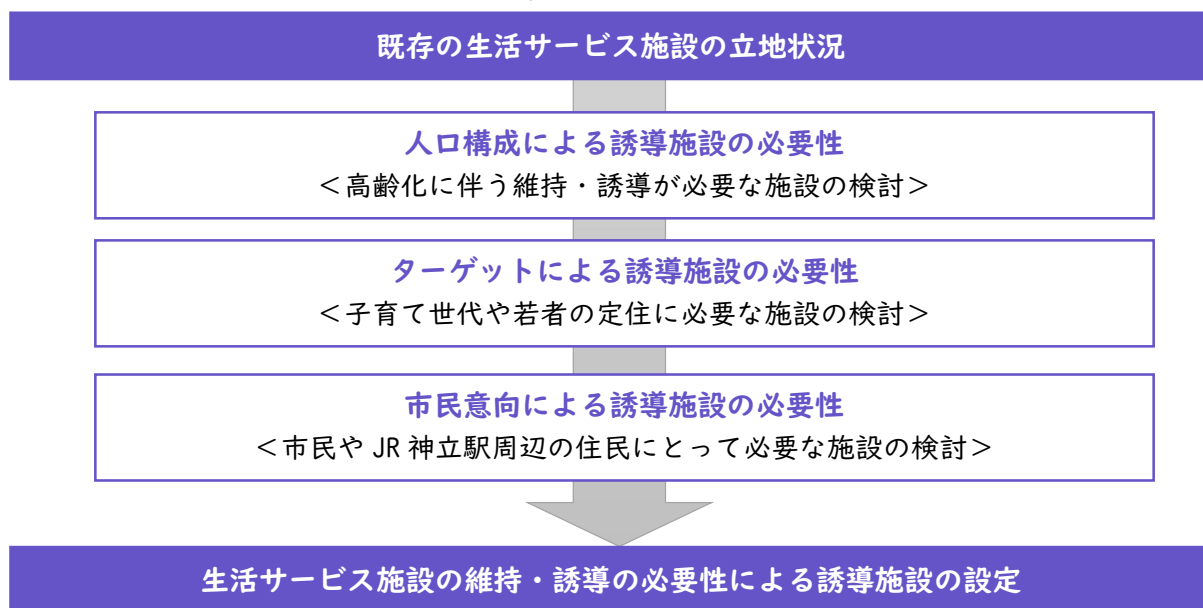 既存の生活サービス施設の立地状況
人口構成による誘導施設の必要性
＜高齢化に伴う維持・誘導が必要な施設の検討＞
ターゲットによる誘導施設の必要性
＜子育て世代や若者の定住に必要な施設の検討＞
市民意向による誘導施設の必要性
＜市民や JR 神立駅周辺の住民にとって必要な施設の検討＞
生活サービス施設の維持・誘導の必要性による誘導施設の設定